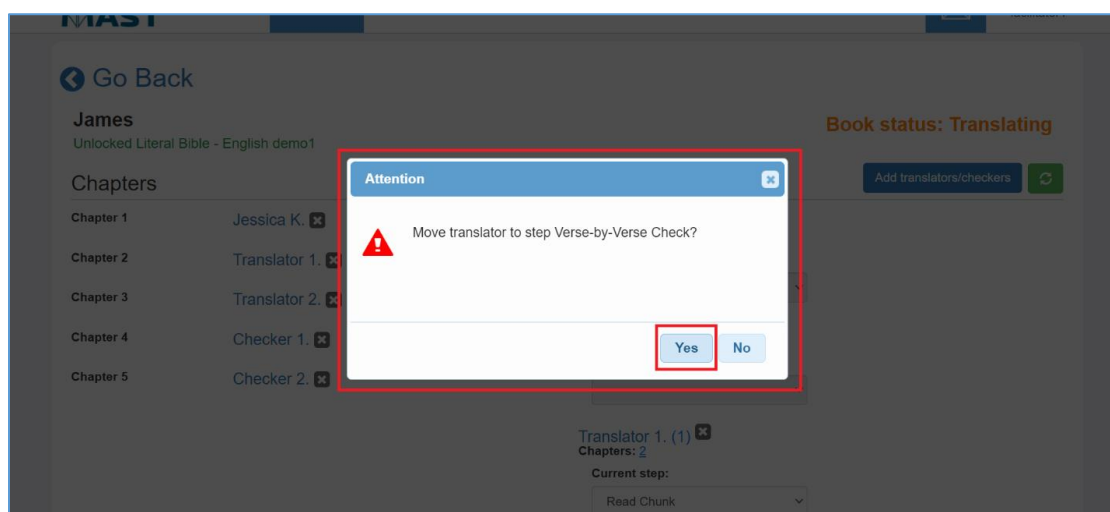 MAST
Go Back
James
Unlocked Literal Bible - English demo1
Book status: Translating
Chapters
Add translators/checkers
Attention
Move translator to step Verse-by-Verse Check?
Yes No
Chapter 1 Jessica K.
Chapter 2 Translator 1.
Chapter 3 Translator 2.
Chapter 4 Checker 1.
Chapter 5 Checker 2.
Translator 1. (1)
Chapters: 2
Current step:
Read Chunk